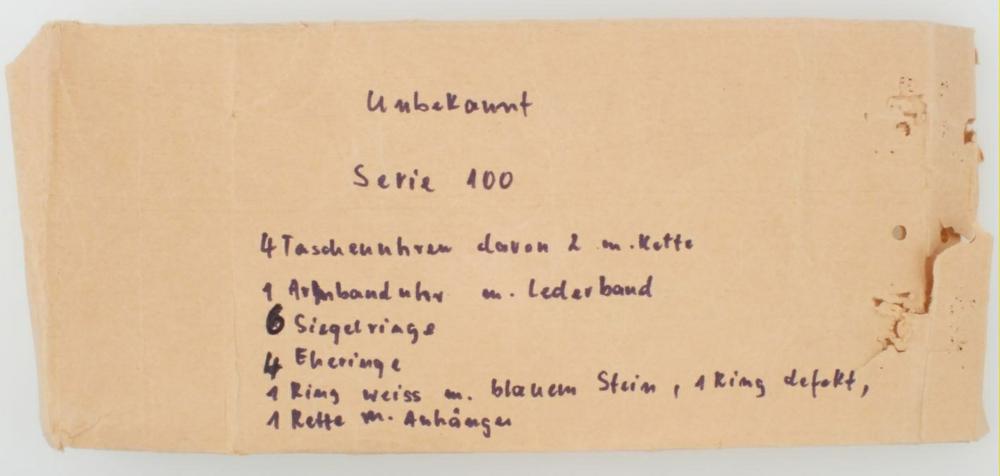 Unbekannt
Serie 100
4 Taschenuhren davon 2 m. Kette
1 Armbanduhr m. Lederband
6 Siegelringe
4 Eheringe
1 Ring weiss m. blauem Stein, 1 Ring defekt,
1 Kette m. Anhänger